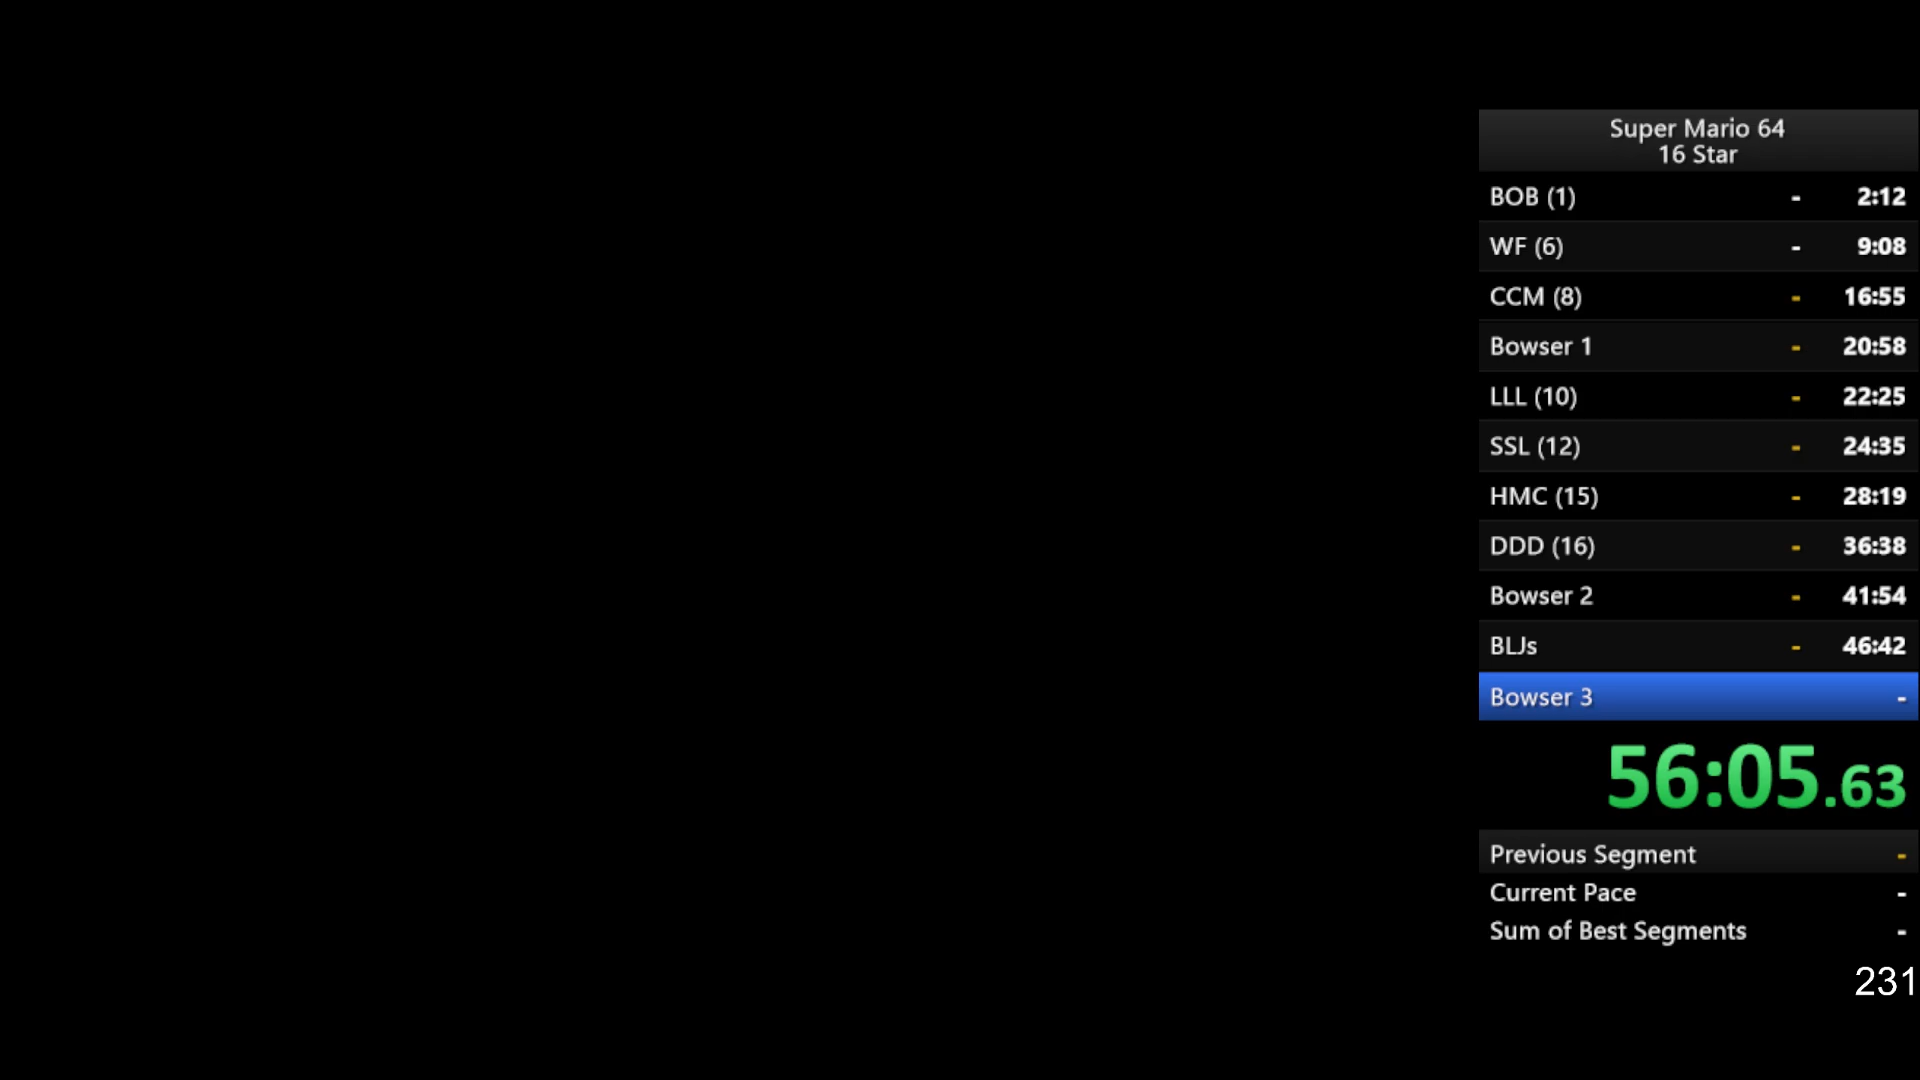 Super Mario 64
16 Star
BOB (1) - 2:12
WF (6) - 9:08
CCM (8) - 16:55
Bowser 1 - 20:58
LLL (10) - 22:25
SSL (12) - 24:35
HMC (15) - 28:19
DDD (16) - 36:38
Bowser 2 - 41:54
BLJs - 46:42
Bowser 3 -
56:05.63
Previous Segment -
Current Pace -
Sum of Best Segments -
231